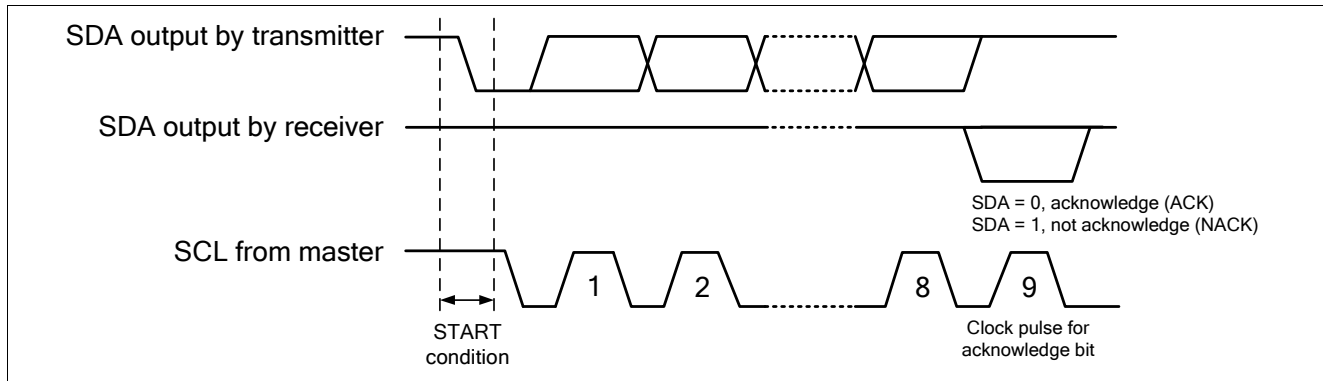 SDA output by transmitter
SDA output by receiver
SDA = 0, acknowledge (ACK)
SDA = 1, not acknowledge (NACK)
SCL from master
1
2
8
9
START
condition
Clock pulse for
acknowledge bit